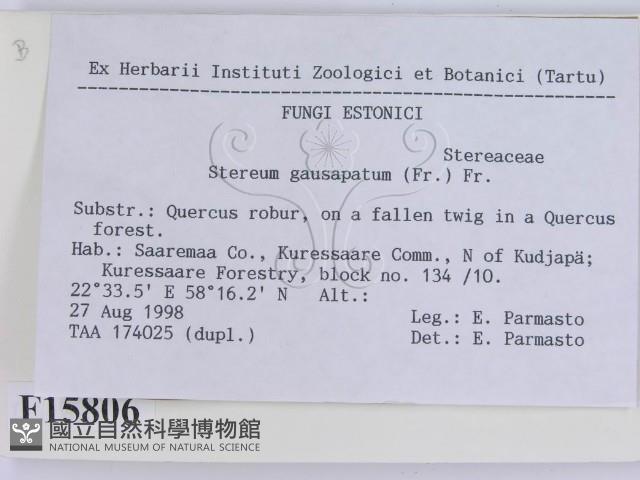 B
Ex Herbarii Instituti Zoologici et Botanici (Tartu)
FUNGI ESTONICI
Stereaceae
Stereum gausapatum (Fr.) Fr.
Substr.: Quercus robur, on a fallen twig in a Quercus
forest.
Hab.: Saaremaa Co., Kuressaare Comm., N of Kudjapä;
Kuressaare Forestry, block no. 134 /10.
22°33.5' E 58°16.2' N Alt.:
27 Aug 1998 Leg.: E. Parmasto
TAA 174025 (dupl.) Det.: E. Parmasto
F15806
國立自然科學博物館
NATIONAL MUSEUM OF NATURAL SCIENCE